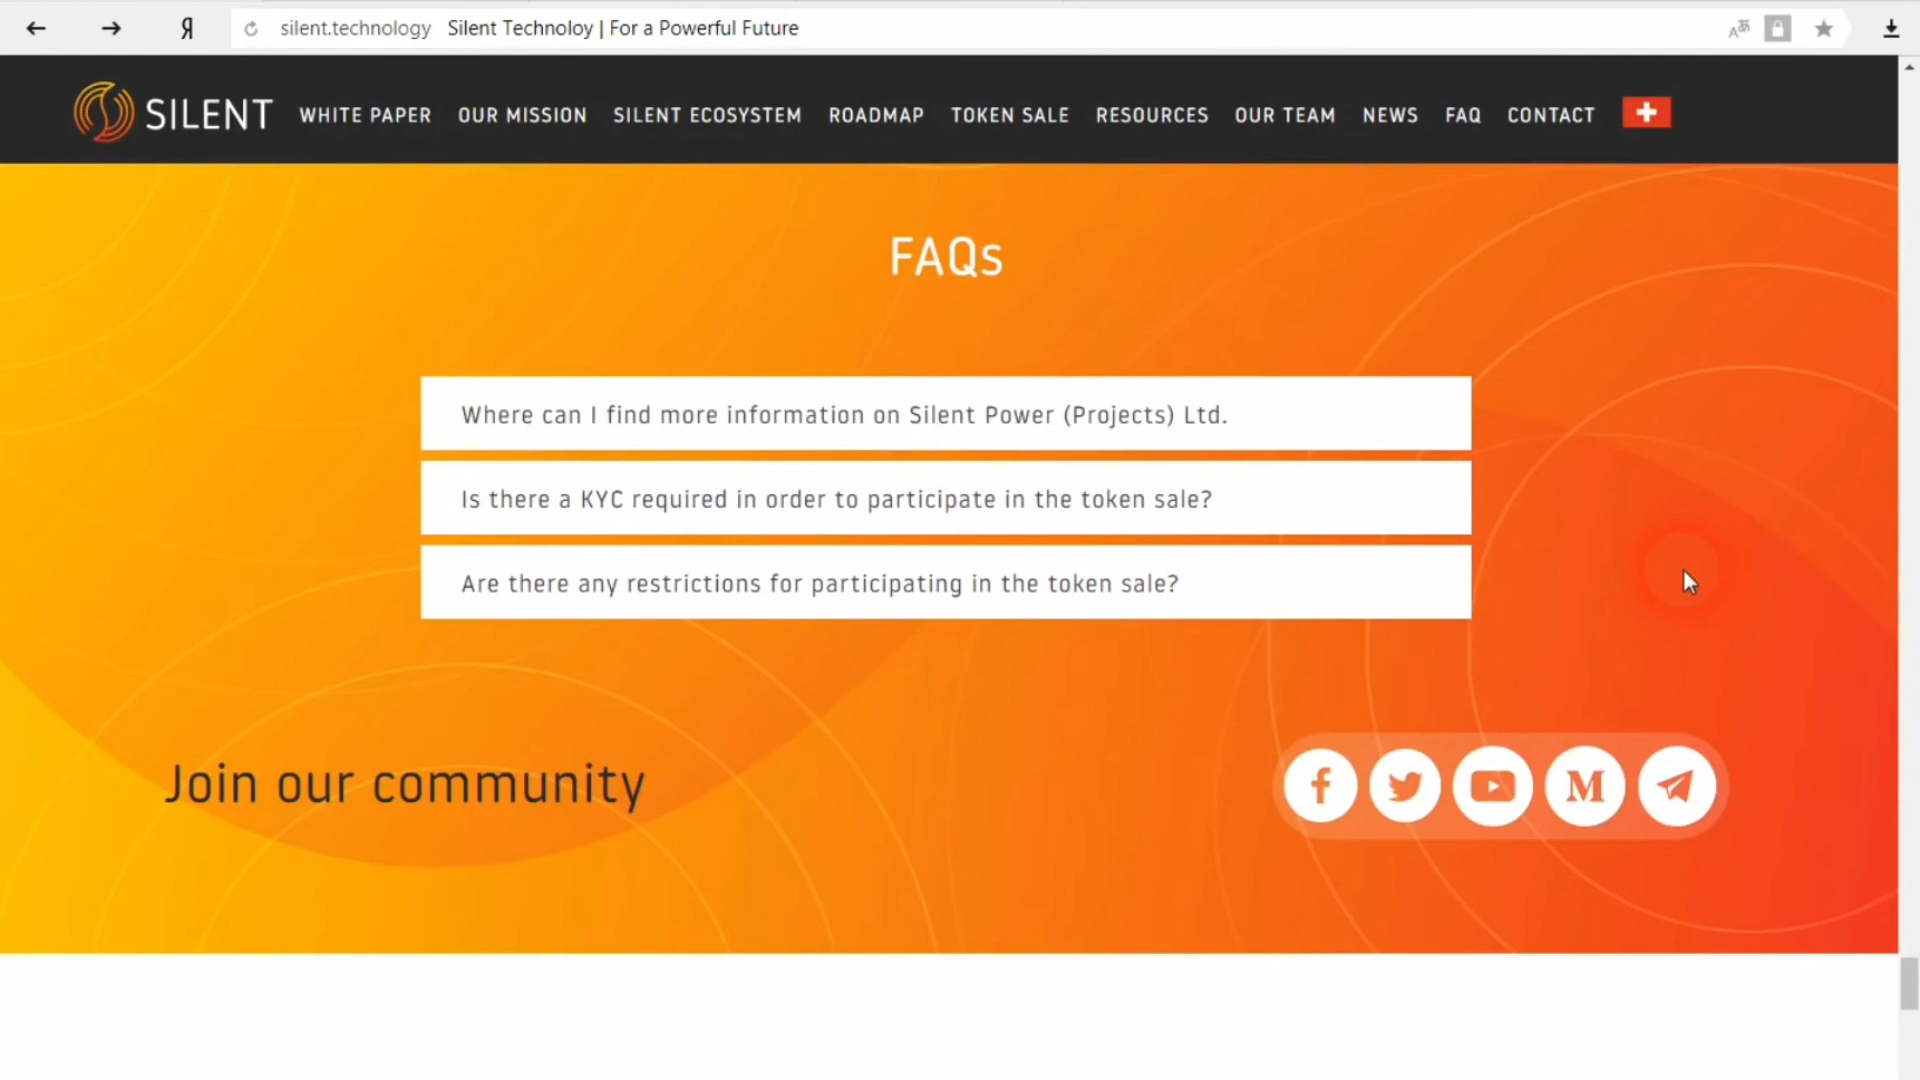 Я
silent.technology Silent Technoloy | For a Powerful Future
SILENT WHITE PAPER OUR MISSION SILENT ECOSYSTEM ROADMAP TOKEN SALE RESOURCES OUR TEAM NEWS FAQ CONTACT
FAQs
Where can I find more information on Silent Power (Projects) Ltd.
Is there a KYC required in order to participate in the token sale?
Are there any restrictions for participating in the token sale?
Join our community